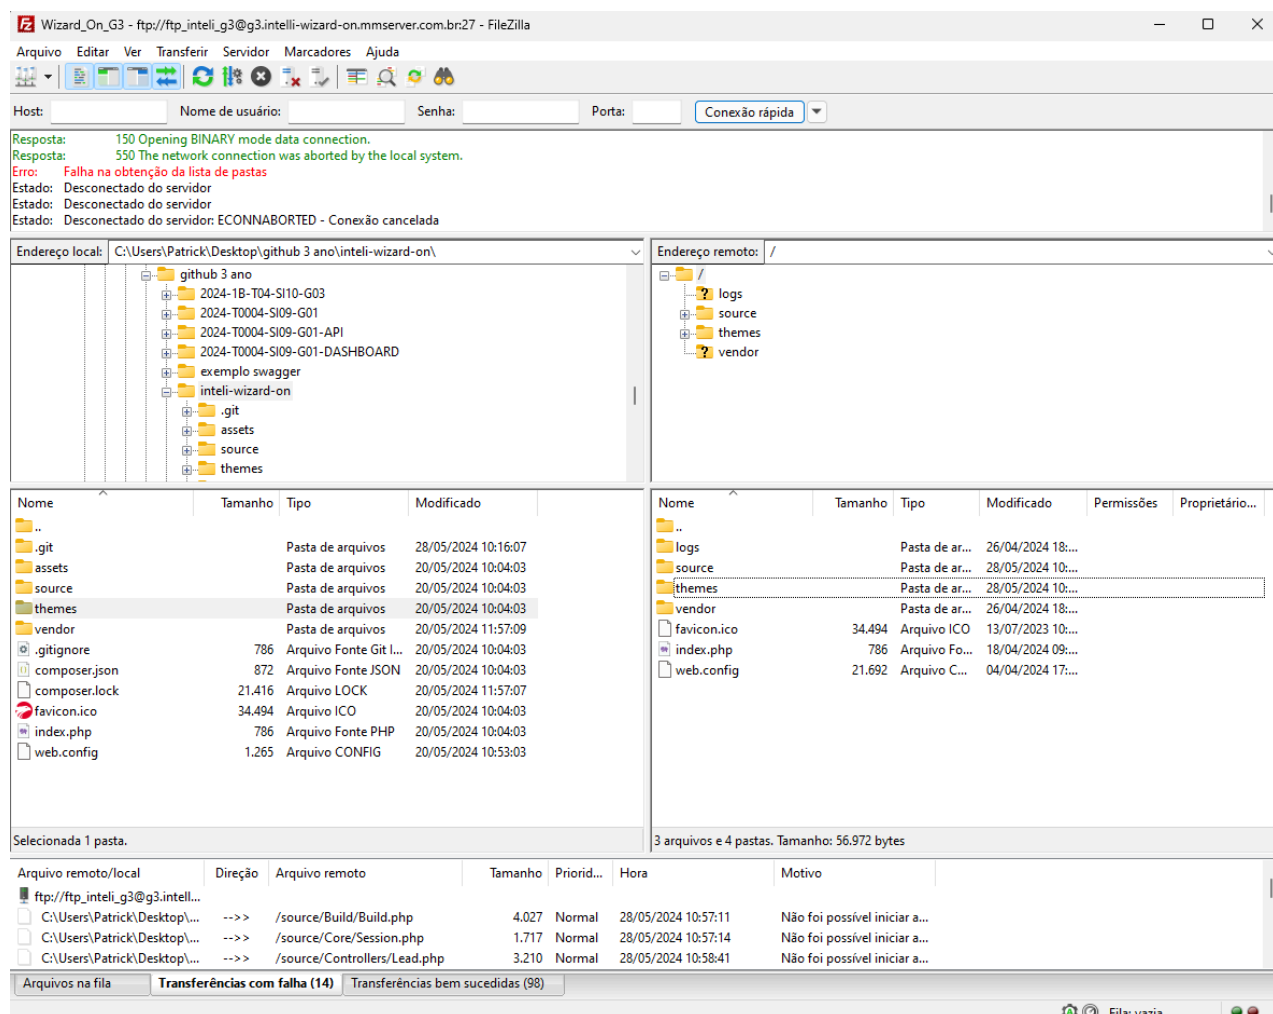 Wizard_On_G3 - ftp://ftp_inteli_g3@g3.intelli-wizard-on.mmserver.com.br:27 - FileZilla
Arquivo Editar Ver Transferir Servidor Marcadores Ajuda
Host: Nome de usuário: Senha: Porta: Conexão rápida
Resposta: 150 Opening BINARY mode data connection.
Resposta: 550 The network connection was aborted by the local system.
Erro: Falha na obtenção da lista de pastas
Estado: Desconectado do servidor
Estado: Desconectado do servidor
Estado: Desconectado do servidor: ECONNABORTED - Conexão cancelada
Endereço local: C:\Users\Patrick\Desktop\github 3 ano\inteli-wizard-on\
github 3 ano
2024-1B-T04-SI10-G03
2024-T0004-SI09-G01
2024-T0004-SI09-G01-API
2024-T0004-SI09-G01-DASHBOARD
exemplo swagger
inteli-wizard-on
.git
assets
source
themes
Endereço remoto: /
/
logs
source
themes
vendor
Nome Tamanho Tipo Modificado
..
.git Pasta de arquivos 28/05/2024 10:16:07
assets Pasta de arquivos 20/05/2024 10:04:03
source Pasta de arquivos 20/05/2024 10:04:03
themes Pasta de arquivos 20/05/2024 10:04:03
vendor Pasta de arquivos 20/05/2024 11:57:09
.gitignore 786 Arquivo Fonte Git I... 20/05/2024 10:04:03
composer.json 872 Arquivo Fonte JSON 20/05/2024 10:04:03
composer.lock 21.416 Arquivo LOCK 20/05/2024 11:57:07
favicon.ico 34.494 Arquivo ICO 20/05/2024 10:04:03
index.php 786 Arquivo Fonte PHP 20/05/2024 10:04:03
web.config 1.265 Arquivo CONFIG 20/05/2024 10:53:03
Selecionada 1 pasta.
Nome Tamanho Tipo Modificado Permissões Proprietário...
..
logs Pasta de ar... 26/04/2024 18:...
source Pasta de ar... 28/05/2024 10:...
themes Pasta de ar... 28/05/2024 10:...
vendor Pasta de ar... 26/04/2024 18:...
favicon.ico 34.494 Arquivo ICO 13/07/2023 10:...
index.php 786 Arquivo Fo... 18/04/2024 09:...
web.config 21.692 Arquivo C... 04/04/2024 17:...
3 arquivos e 4 pastas. Tamanho: 56.972 bytes
Arquivo remoto/local Direção Arquivo remoto Tamanho Priorid... Hora Motivo
ftp://ftp_inteli_g3@g3.intell...
C:\Users\Patrick\Desktop\... -->> /source/Build/Build.php 4.027 Normal 28/05/2024 10:57:11 Não foi possível iniciar a...
C:\Users\Patrick\Desktop\... -->> /source/Core/Session.php 1.717 Normal 28/05/2024 10:57:14 Não foi possível iniciar a...
C:\Users\Patrick\Desktop\... -->> /source/Controllers/Lead.php 3.210 Normal 28/05/2024 10:58:41 Não foi possível iniciar a...
Arquivos na fila Transferências com falha (14) Transferências bem sucedidas (98)
Fila: vazia